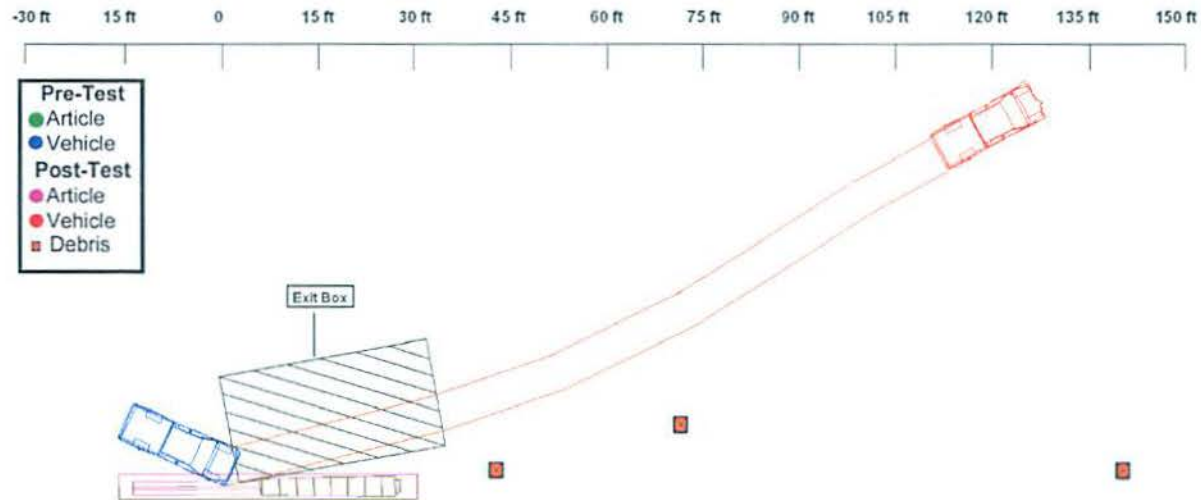 -30 ft 15 ft 0 15 ft 30 ft 45 ft 60 ft 75 ft 90 ft 105 ft 120 ft 135 ft 150 ft
Pre-Test
Article
Vehicle
Post-Test
Article
Vehicle
Debris
Exit Box